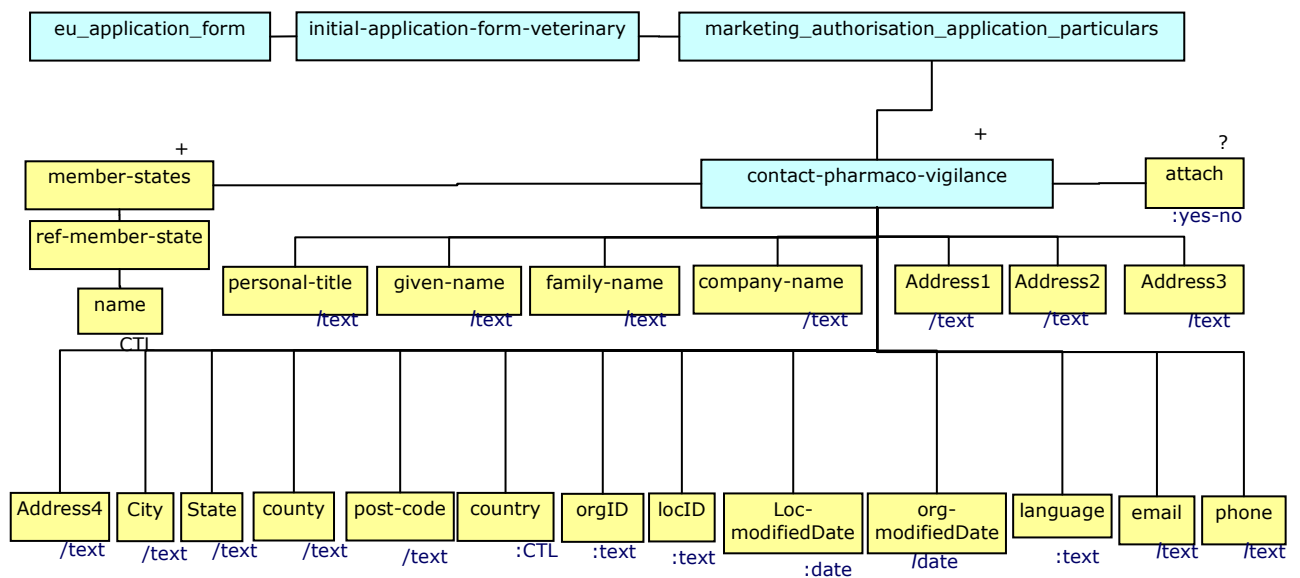 eu_application_form
initial-application-form-veterinary
marketing_authorisation_application_particulars
+
+
?
member-states
contact-pharmaco-vigilance
attach
:yes-no
ref-member-state
name
CTL
personal-title
given-name
family-name
company-name
Address1
Address2
Address3
/text
/text
/text
/text
/text
/text
/text
Address4
City
State
county
post-code
country
orgID
locID
Loc-
modifiedDate
org-
modifiedDate
language
email
phone
/text
/text
/text
/text
/text
:CTL
:text
:text
:date
/date
:text
/text
/text